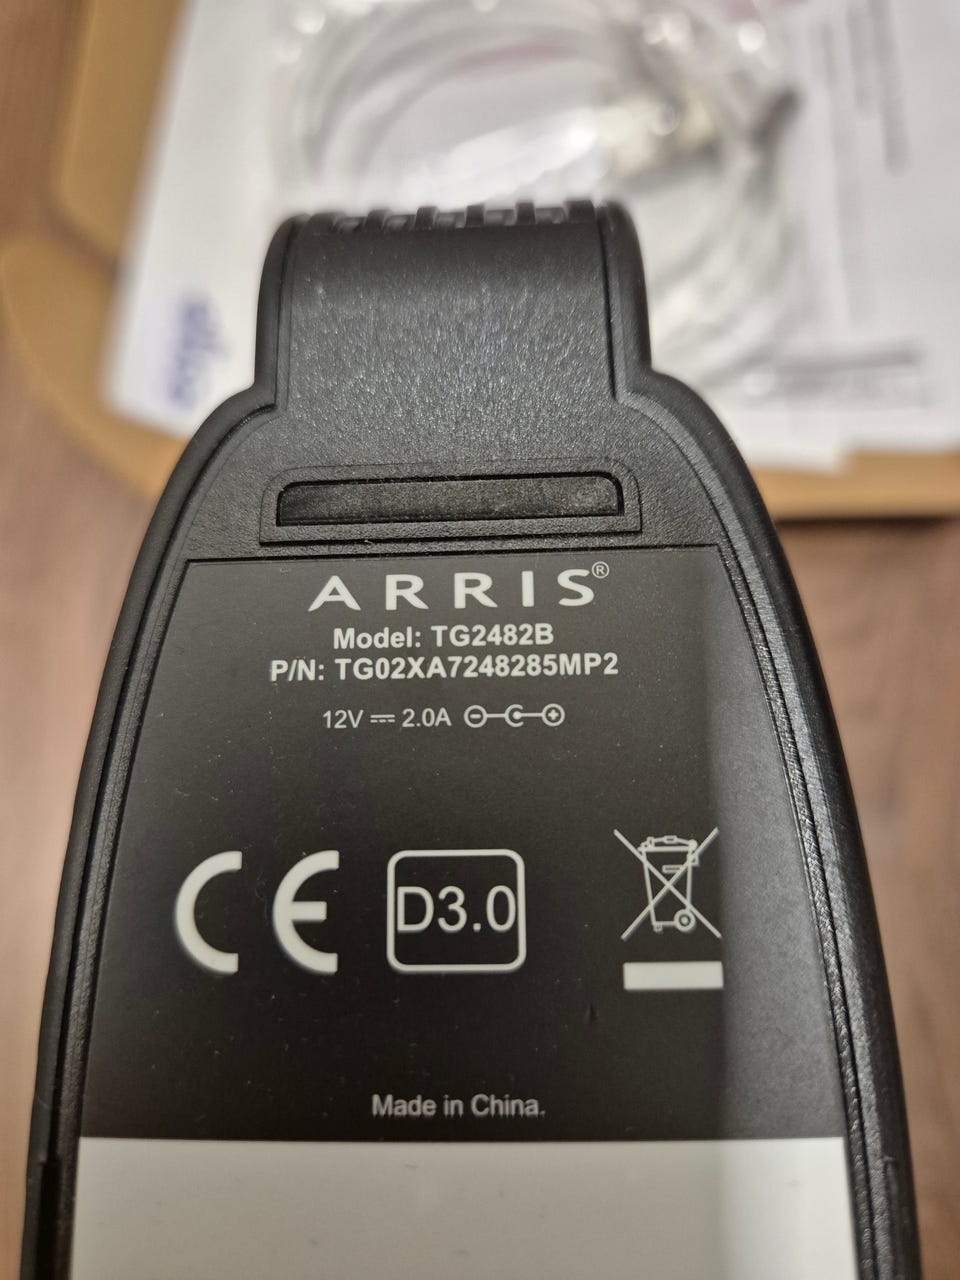 ARRIS®
Model: TG2482B
P/N: TG02XA7248285MP2
12V ⎓ 2.0A
CE
D3.0
Made in China.